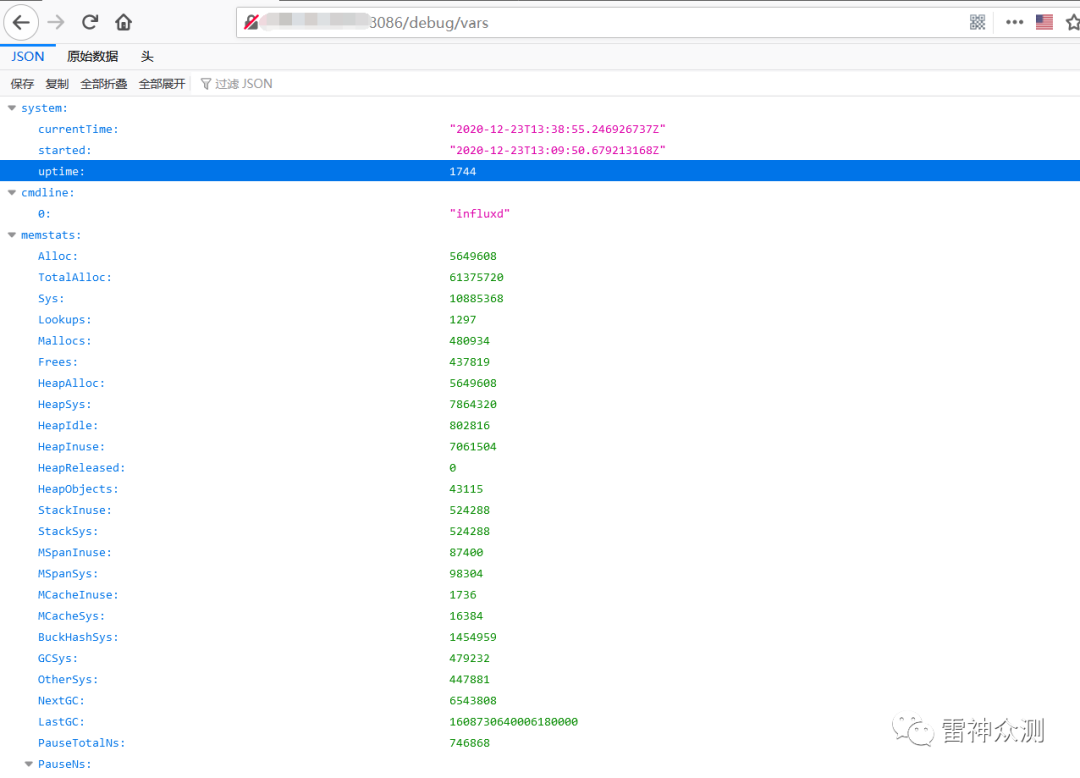 8086/debug/vars
JSON 原始数据 头
保存 复制 全部折叠 全部展开 过滤 JSON
system:
currentTime: "2020-12-23T13:38:55.246926737Z"
started: "2020-12-23T13:09:50.679213168Z"
uptime: 1744
cmdline:
0: "influxd"
memstats:
Alloc: 5649608
TotalAlloc: 61375720
Sys: 10885368
Lookups: 1297
Mallocs: 480934
Frees: 437819
HeapAlloc: 5649608
HeapSys: 7864320
HeapIdle: 802816
HeapInuse: 7061504
HeapReleased: 0
HeapObjects: 43115
StackInuse: 524288
StackSys: 524288
MSpanInuse: 87400
MSpanSys: 98304
MCacheInuse: 1736
MCacheSys: 16384
BuckHashSys: 1454959
GCSys: 479232
OtherSys: 447881
NextGC: 6543808
LastGC: 1608730640006180000
PauseTotalNs: 746868
PauseNs:
雷神众测